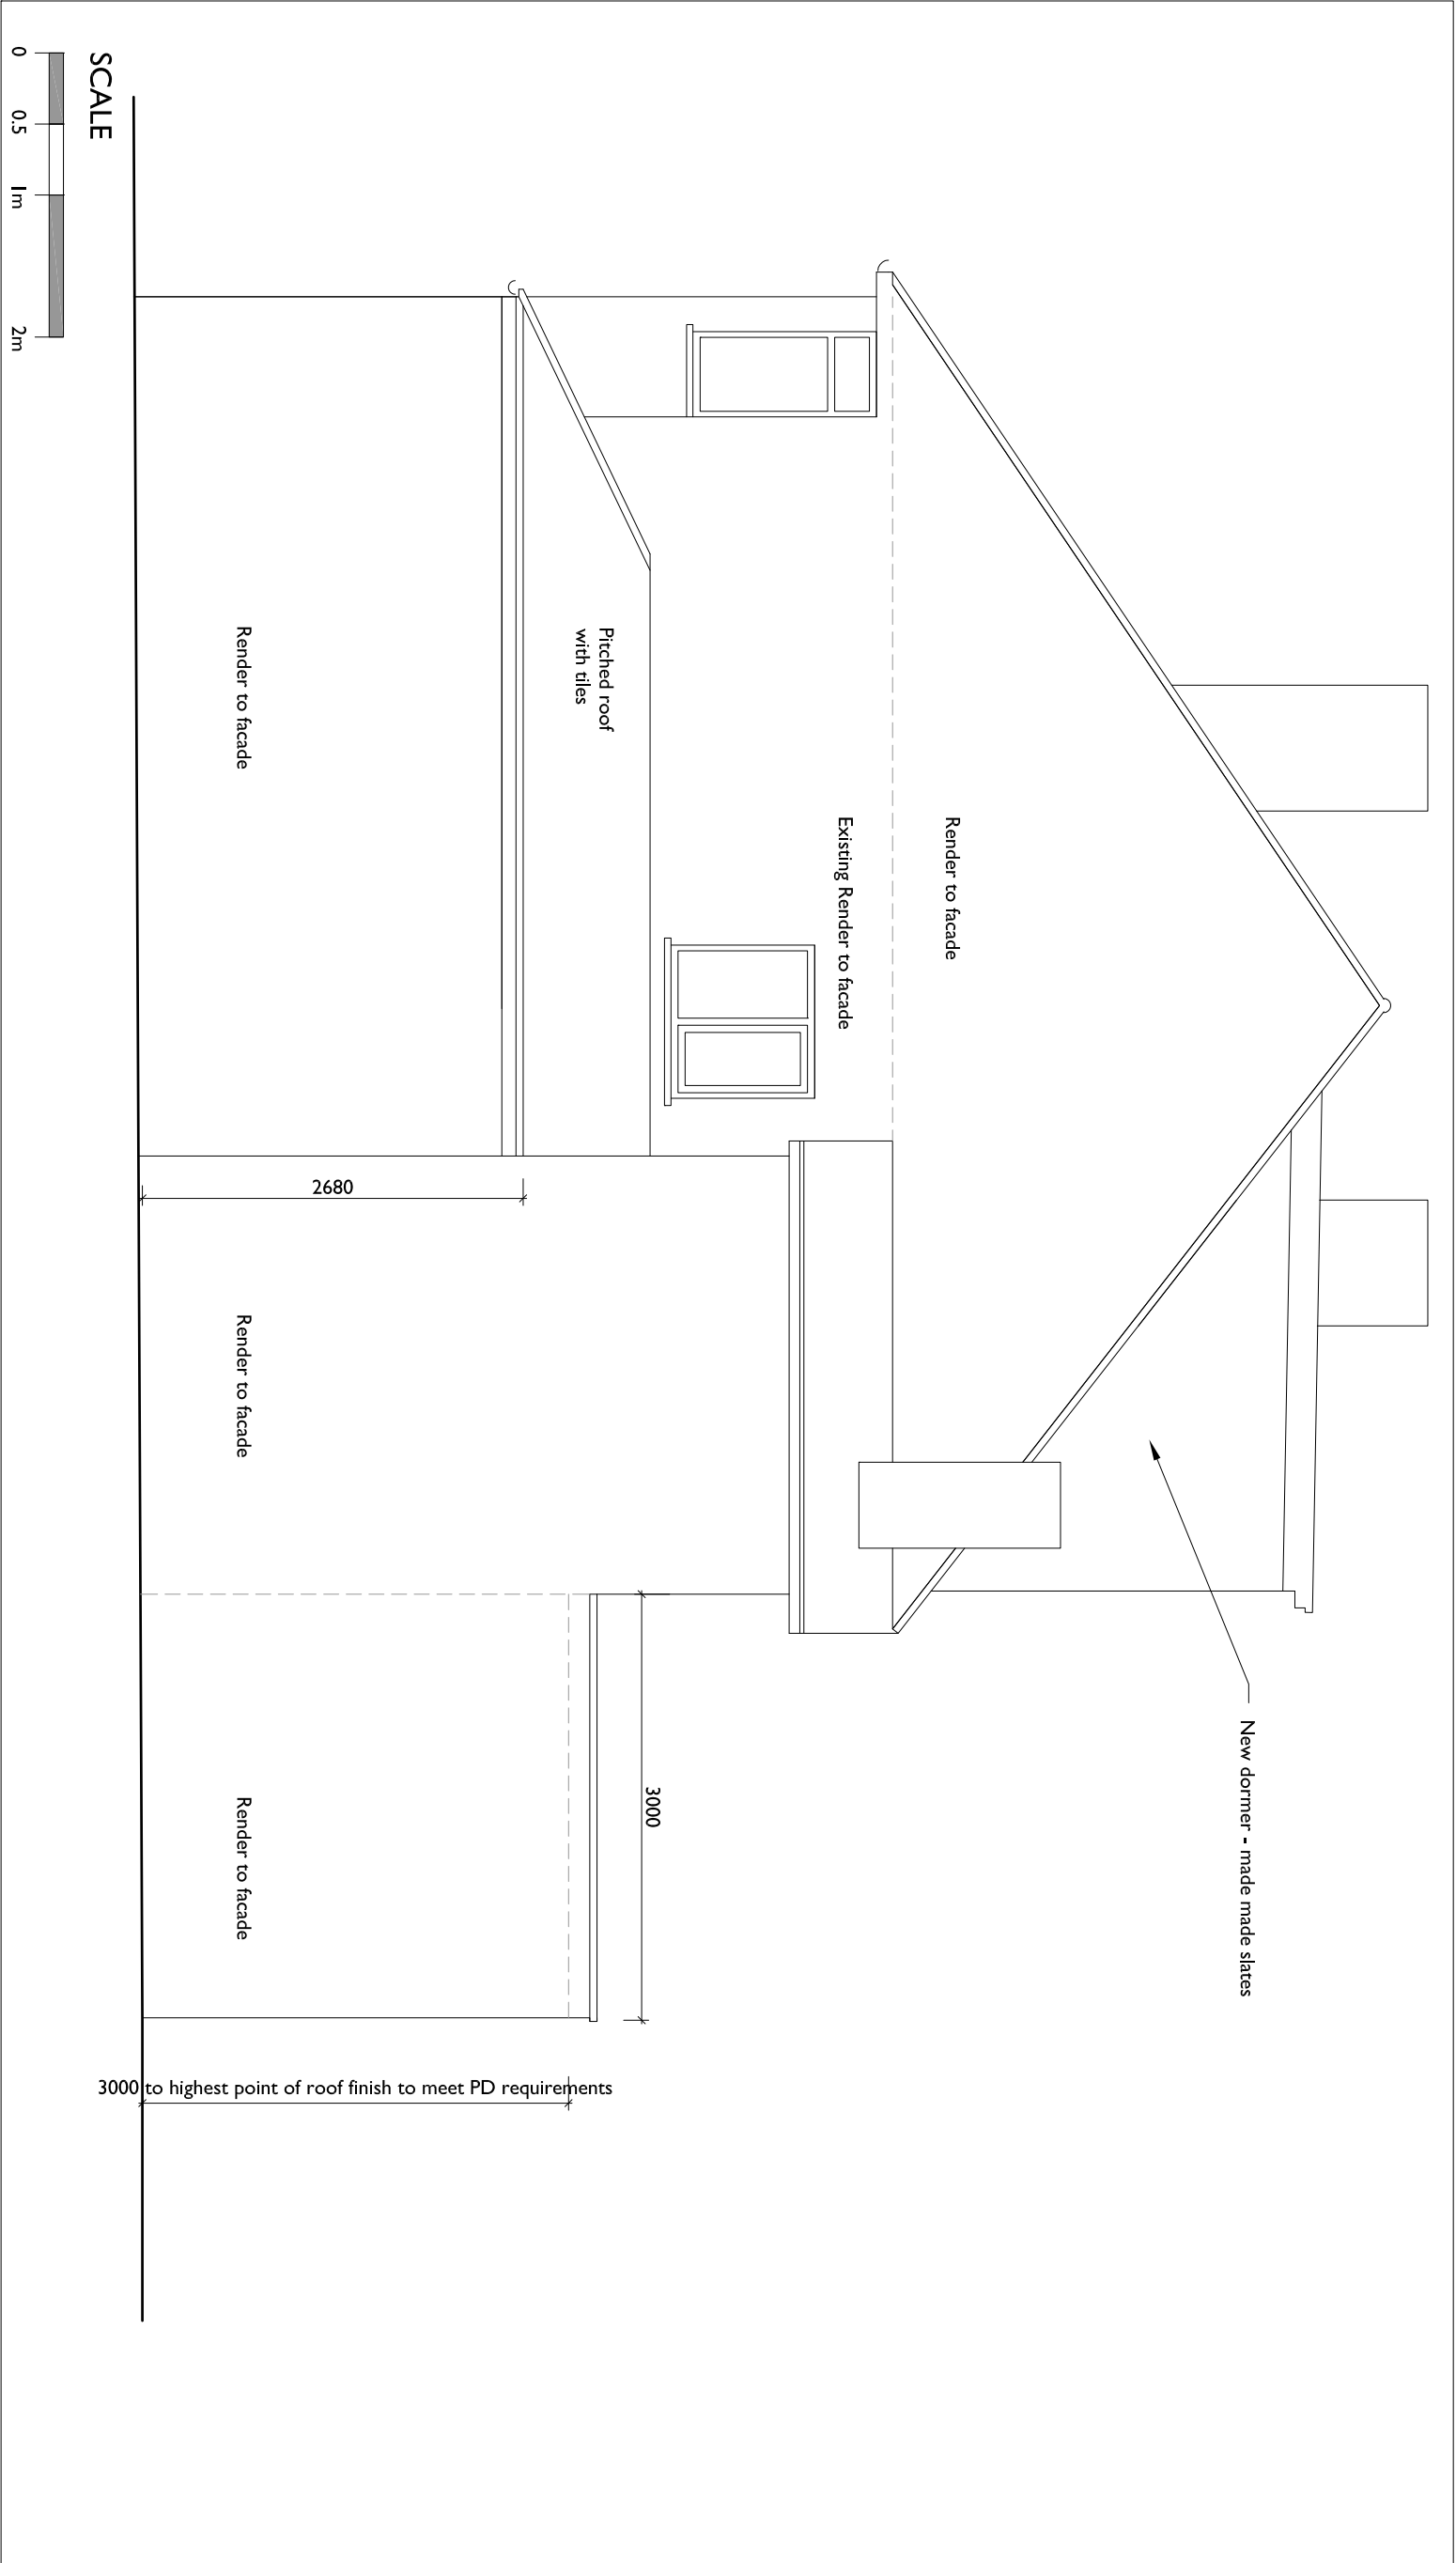 New dormer - made made slates
Render to facade
Existing Render to facade
Pitched roof
with tiles
3000
2680
3000 to highest point of roof finish to meet PD requirements
Render to facade
Render to facade
Render to facade
SCALE
0 0.5 1m 2m